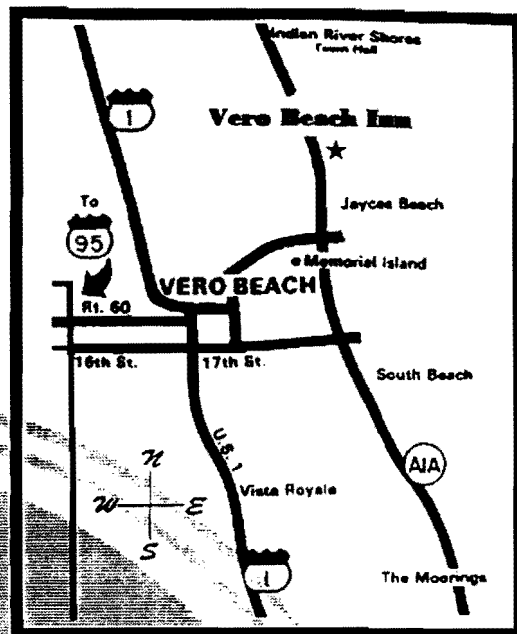 Indian River Shores
Town Hall
1
Vero Beach Inn
To
95
Jaycee Beach
Memorial Island
VERO BEACH
Rt. 60
16th St.
17th St.
South Beach
U.S. 1
A1A
N
W
E
S
Vista Royale
1
The Moorings